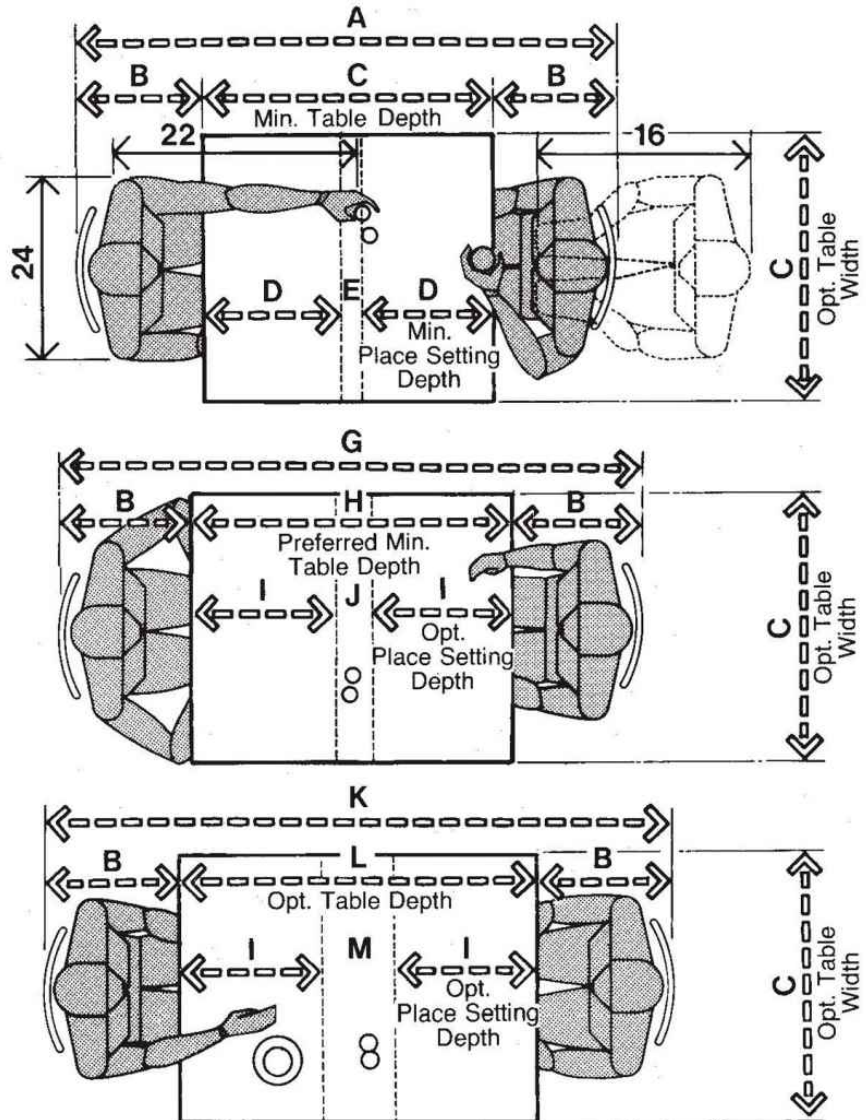 A
B C B
Min. Table Depth
22
16
24
D E D
Min.
Place Setting
Depth
C
Opt. Table
Width
G
B H B
Preferred Min.
Table Depth
I J I
Opt.
Place Setting
Depth
C
Opt. Table
Width
K
B L B
Opt. Table Depth
I M I
Opt.
Place Setting
Depth
C
Opt. Table
Width